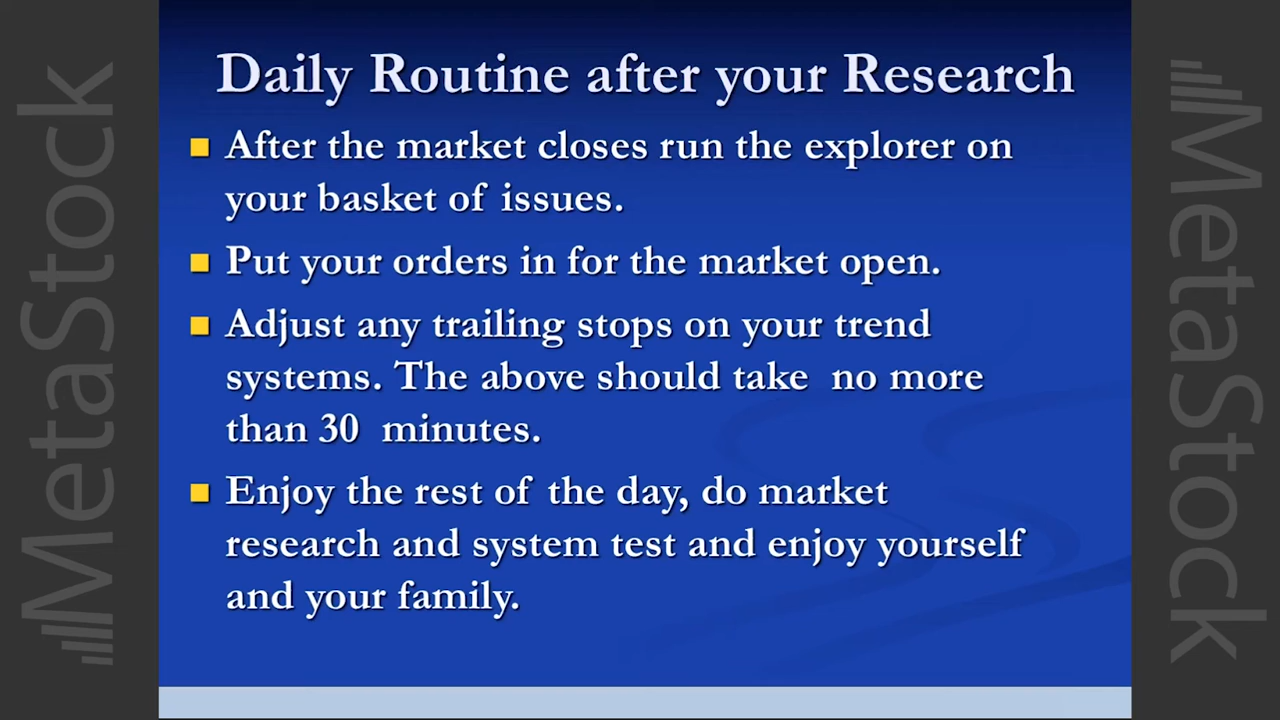 Daily Routine after your Research
After the market closes run the explorer on
your basket of issues.
Put your orders in for the market open.
Adjust any trailing stops on your trend
systems. The above should take  no more
than 30  minutes.
Enjoy the rest of the day, do market
research and system test and enjoy yourself
and your family.
MetaStock
MetaStock